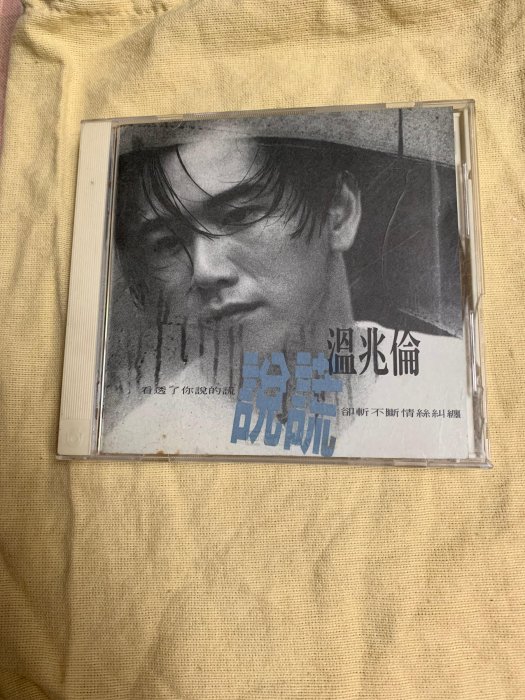 溫兆倫
看透了你說的謊
說謊
卻斬不斷情絲糾纏